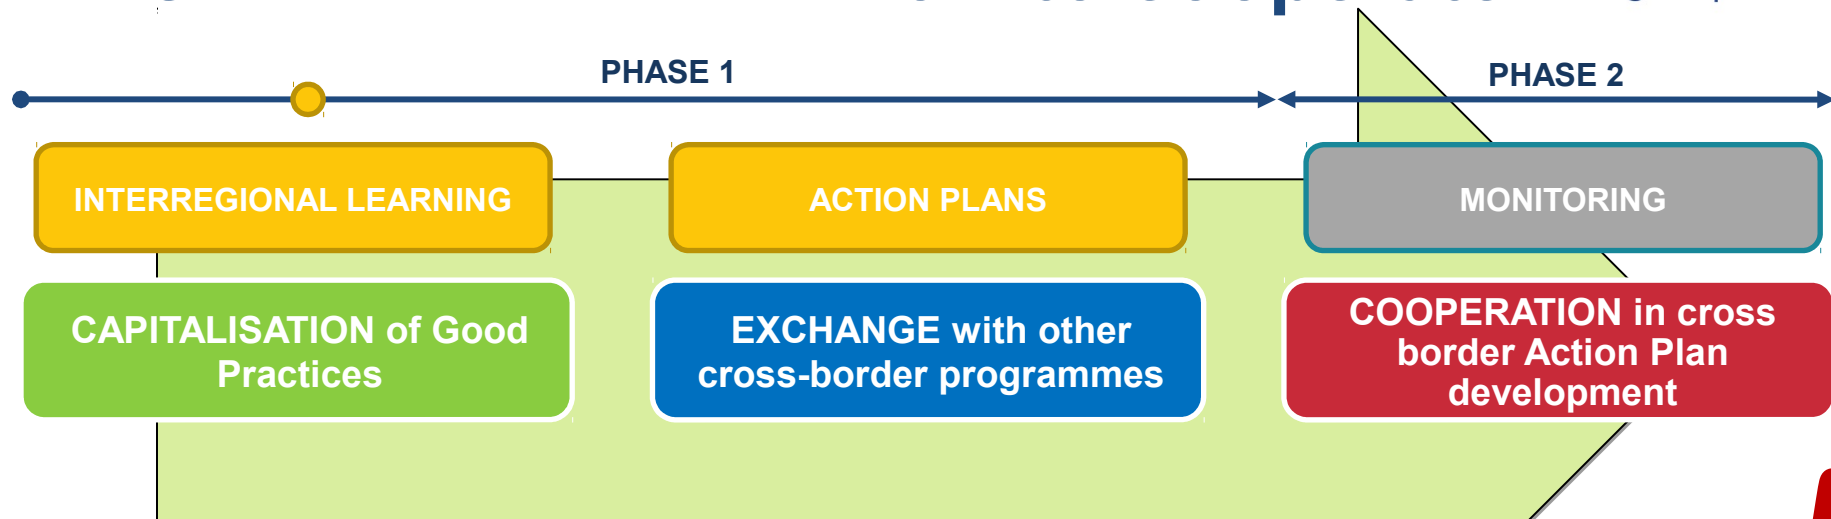 PHASE 1
PHASE 2
INTERREGIONAL LEARNING
ACTION PLANS
MONITORING
CAPITALISATION of Good
Practices
EXCHANGE with other
cross-border programmes
COOPERATION in cross
border Action Plan
development